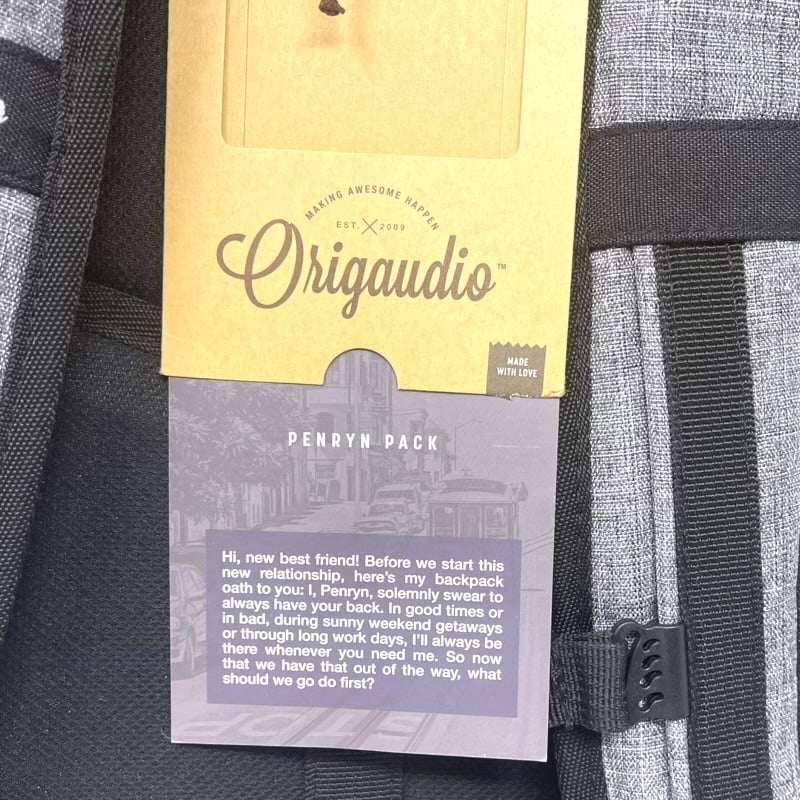 MAKING AWESOME HAPPEN
EST. 2009
Origaudio™
MADE
WITH LOVE
PENRYN PACK
Hi, new best friend! Before we start this
new relationship, here's my backpack
oath to you: I, Penryn, solemnly swear to
always have your back. In good times or
in bad, during sunny weekend getaways
or through long work days, I'll always be
there whenever you need me. So now
that we have that out of the way, what
should we go do first?
STOP